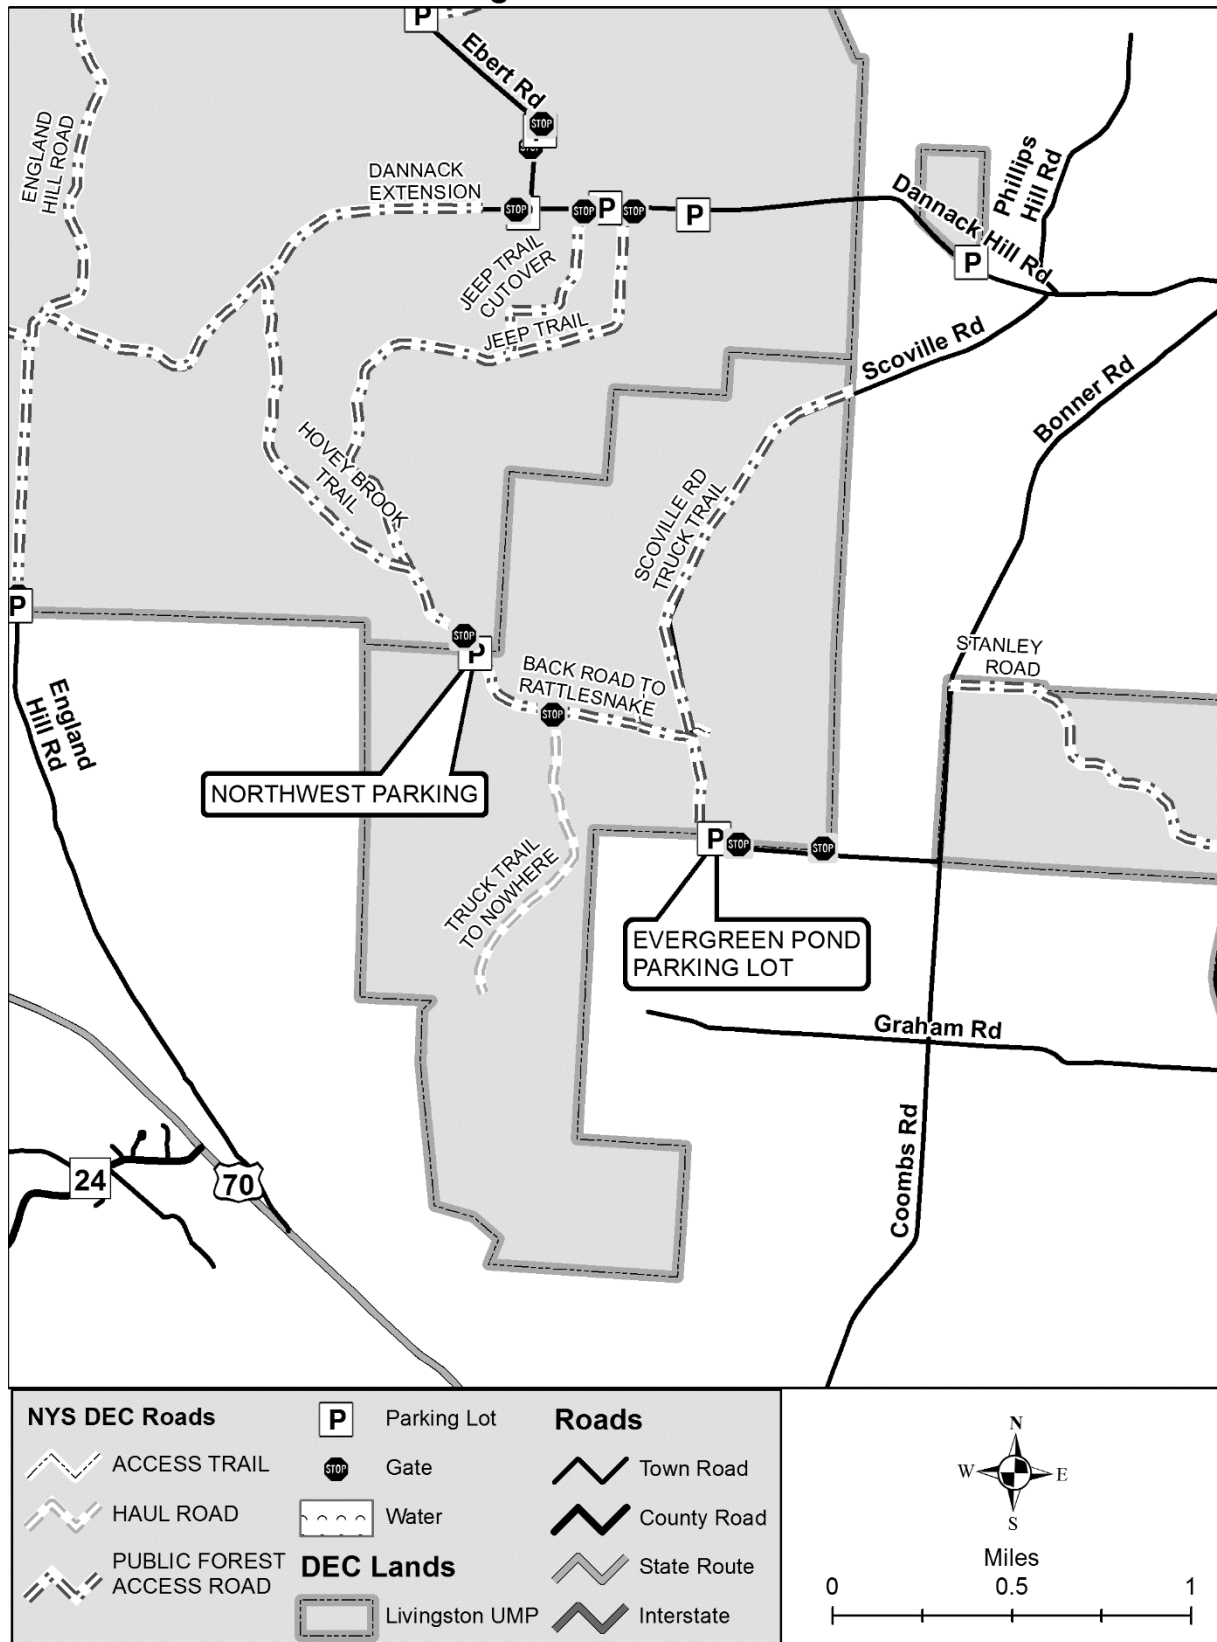 P
Ebert Rd
STOP
STOP
ENGLAND
HILL ROAD
DANNACK
EXTENSION
STOP
STOP
P
STOP
P
Dannack Hill Rd
Phillips
Hill Rd
P
JEEP TRAIL
CUTOVER
JEEP TRAIL
Scoville Rd
Bonner Rd
HOVEY BROOK
TRAIL
SCOVILLE RD
TRUCK TRAIL
P
STOP
P
BACK ROAD TO
RATTLESNAKE
STOP
STANLEY
ROAD
England
Hill Rd
NORTHWEST PARKING
P
STOP
STOP
TRUCK TRAIL
TO NOWHERE
EVERGREEN POND
PARKING LOT
Graham Rd
Coombs Rd
24
70
NYS DEC Roads
ACCESS TRAIL
HAUL ROAD
PUBLIC FOREST
ACCESS ROAD
P
Parking Lot
STOP
Gate
Water
DEC Lands
Livingston UMP
Roads
Town Road
County Road
State Route
Interstate
N
W
E
S
Miles
0
0.5
1